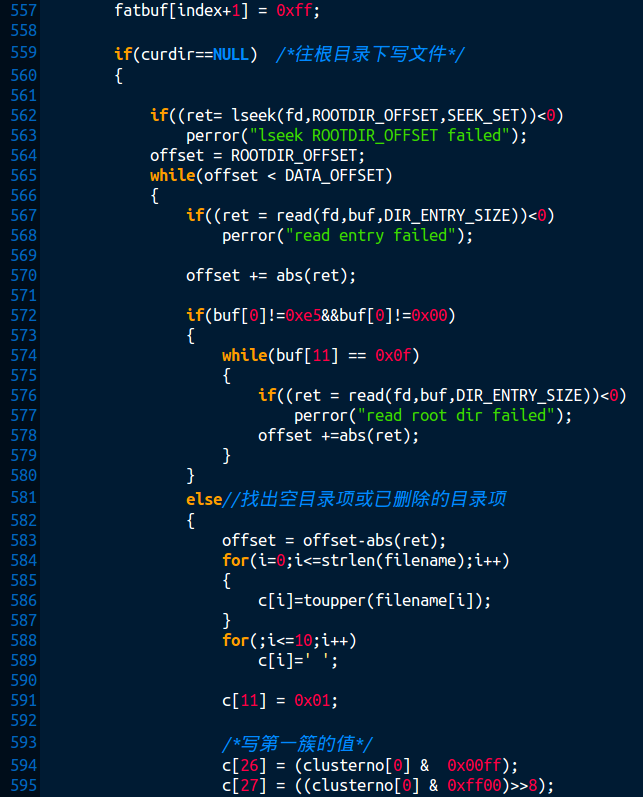 557 fatbuf[index+1] = 0xff;
558
559 if(curdir==NULL) /*往根目录下写文件*/
560 {
561
562 if((ret= lseek(fd,ROOTDIR_OFFSET,SEEK_SET))<0)
563 perror("lseek ROOTDIR_OFFSET failed");
564 offset = ROOTDIR_OFFSET;
565 while(offset < DATA_OFFSET)
566 {
567 if((ret = read(fd,buf,DIR_ENTRY_SIZE))<0)
568 perror("read entry failed");
569
570 offset += abs(ret);
571
572 if(buf[0]!=0xe5&&buf[0]!=0x00)
573 {
574 while(buf[11] == 0x0f)
575 {
576 if((ret = read(fd,buf,DIR_ENTRY_SIZE))<0)
577 perror("read root dir failed");
578 offset +=abs(ret);
579 }
580 }
581 else//找出空目录项或已删除的目录项
582 {
583 offset = offset-abs(ret);
584 for(i=0;i<=strlen(filename);i++)
585 {
586 c[i]=toupper(filename[i]);
587 }
588 for(;i<=10;i++)
589 c[i]=' ';
590
591 c[11] = 0x01;
592
593 /*写第一簇的值*/
594 c[26] = (clusterno[0] & 0x00ff);
595 c[27] = ((clusterno[0] & 0xff00)>>8);